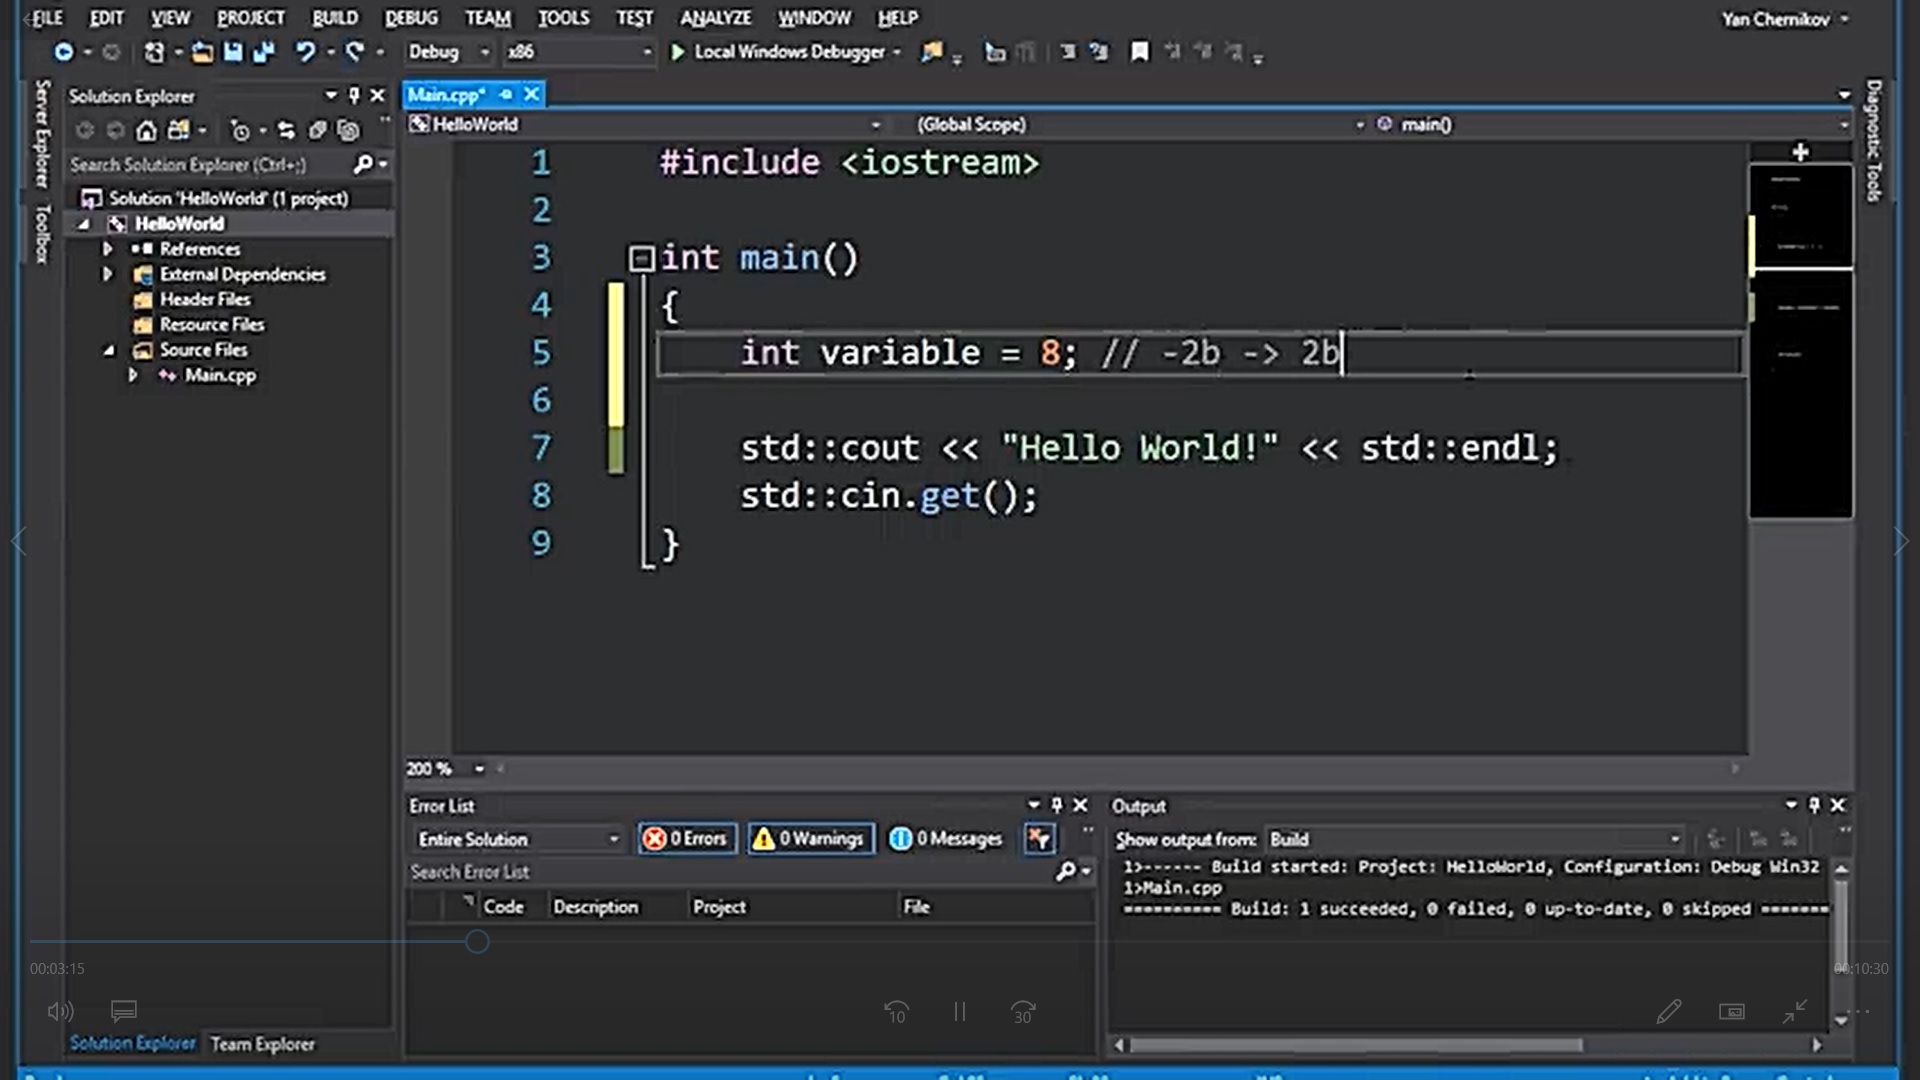 FILE EDIT VIEW PROJECT BUILD DEBUG TEAM TOOLS TEST ANALYZE WINDOW HELP Yan Chernikov
Debug x86 Local Windows Debugger
Server Explorer
Toolbox
Solution Explorer
Search Solution Explorer (Ctrl+;)
Solution 'HelloWorld' (1 project)
HelloWorld
References
External Dependencies
Header Files
Resource Files
Source Files
Main.cpp
Solution Explorer Team Explorer
Main.cpp*
HelloWorld (Global Scope) main()
1 #include <iostream>
2
3 int main()
4 {
5 int variable = 8; // -2b -> 2b
6
7 std::cout << "Hello World!" << std::endl;
8 std::cin.get();
9 }
200 %
Diagnostic Tools
Error List
Entire Solution 0 Errors 0 Warnings 0 Messages
Search Error List
Code Description Project File
Output
Show output from: Build
1>------ Build started: Project: HelloWorld, Configuration: Debug Win32
1>Main.cpp
========== Build: 1 succeeded, 0 failed, 0 up-to-date, 0 skipped =======
00:03:15 00:10:30
10 30